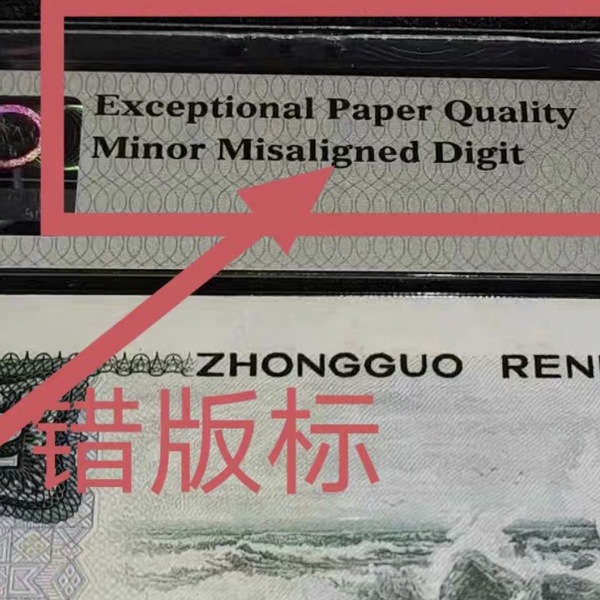 Exceptional Paper Quality
Minor Misaligned Digit
ZHONGGUO REN
错版标